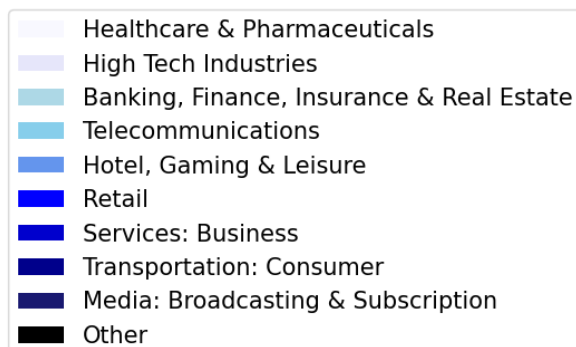 Healthcare & Pharmaceuticals
High Tech Industries
Banking, Finance, Insurance & Real Estate
Telecommunications
Hotel, Gaming & Leisure
Retail
Services: Business
Transportation: Consumer
Media: Broadcasting & Subscription
Other